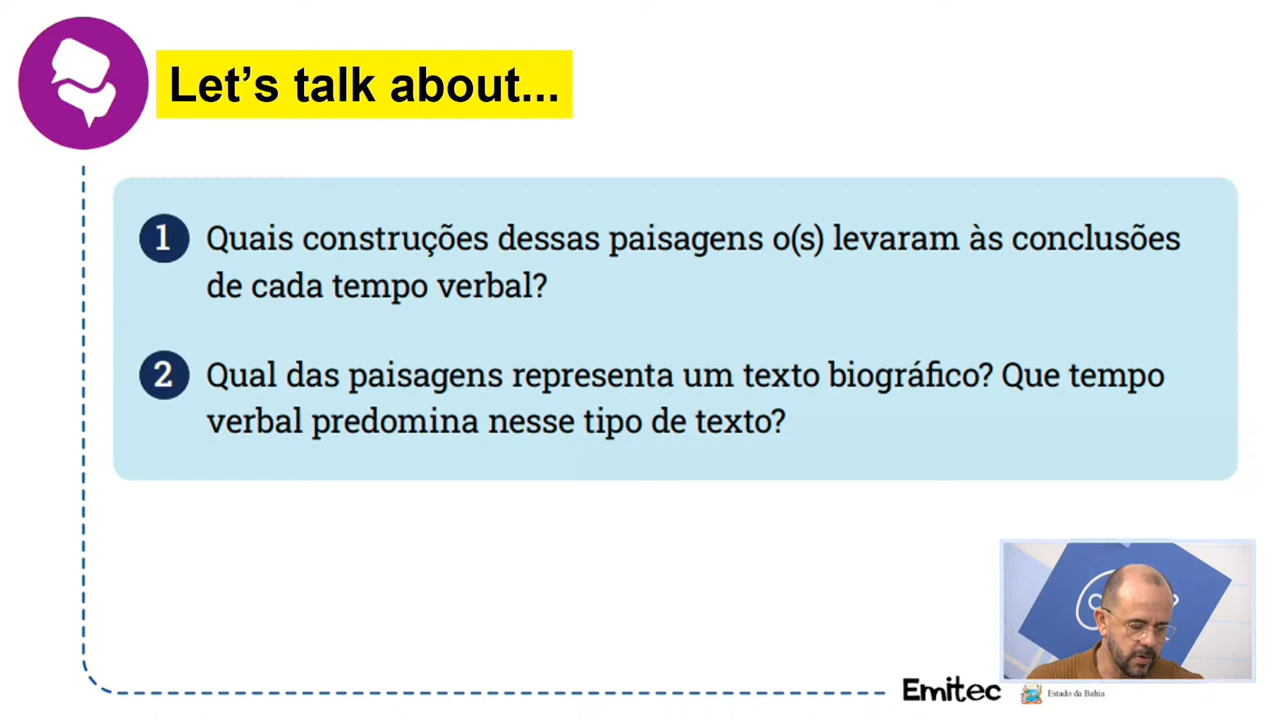 Let's talk about...
1 Quais construções dessas paisagens o(s) levaram às conclusões
de cada tempo verbal?
2 Qual das paisagens representa um texto biográfico? Que tempo
verbal predomina nesse tipo de texto?
Emitec
Estado da Bahia